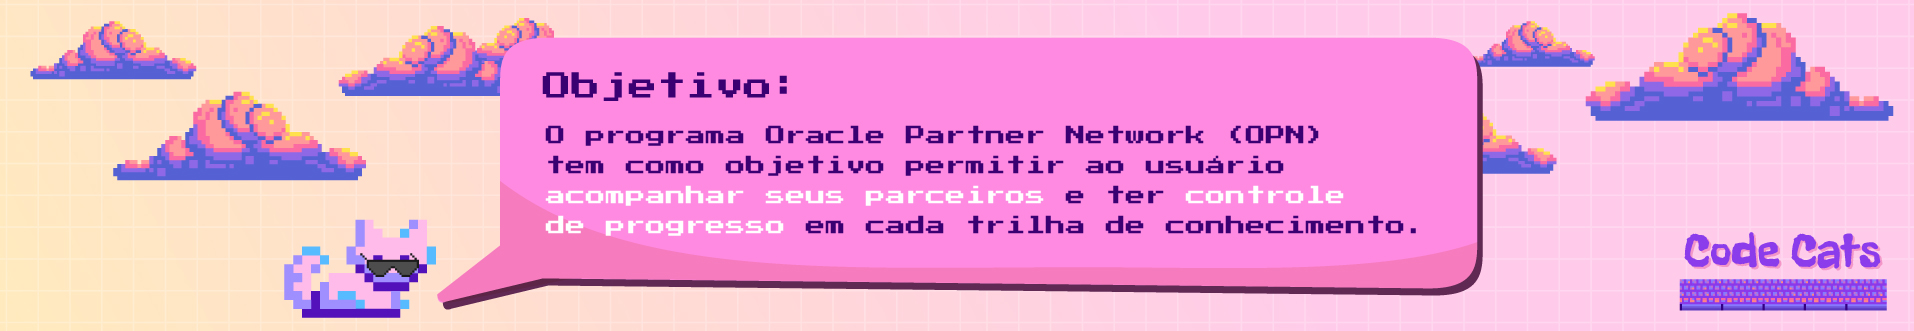 Objetivo:
O programa Oracle Partner Network (OPN)
tem como objetivo permitir ao usuário
acompanhar seus parceiros e ter controle
de progresso em cada trilha de conhecimento.
Code Cats